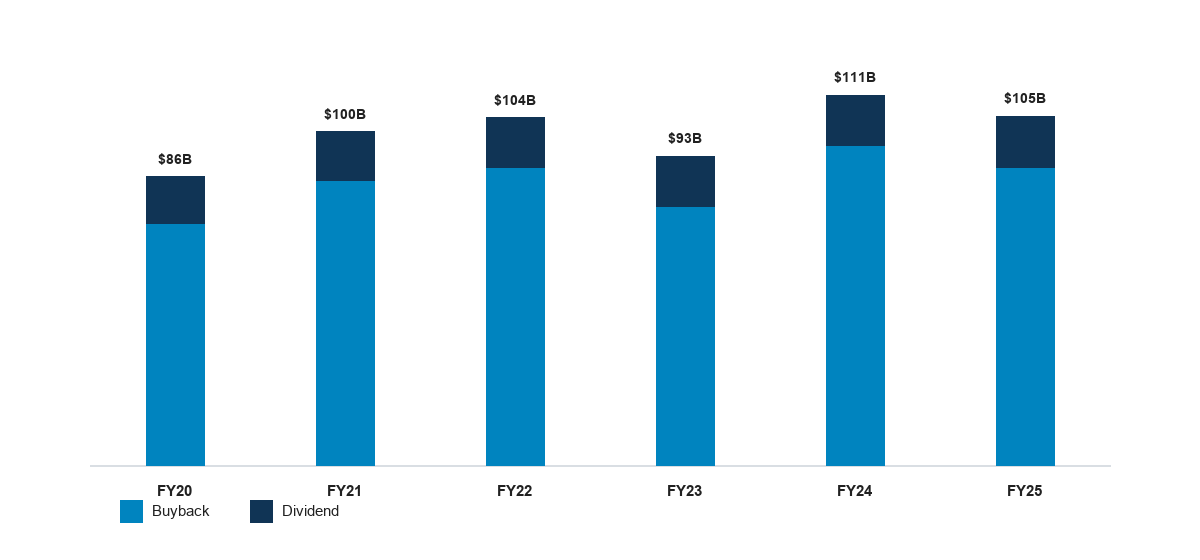 $86B
$100B
$104B
$93B
$111B
$105B
FY20
FY21
FY22
FY23
FY24
FY25
Buyback
Dividend